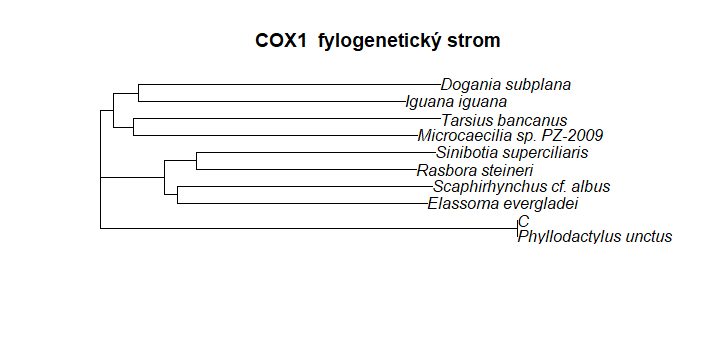 COX1 fylogenetický strom
Dogania subplana
Iguana iguana
Tarsius bancanus
Microcaecilia sp. PZ-2009
Sinibotia superciliaris
Rasbora steineri
Scaphirhynchus cf. albus
Elassoma evergladei
C
Phyllodactylus unctus